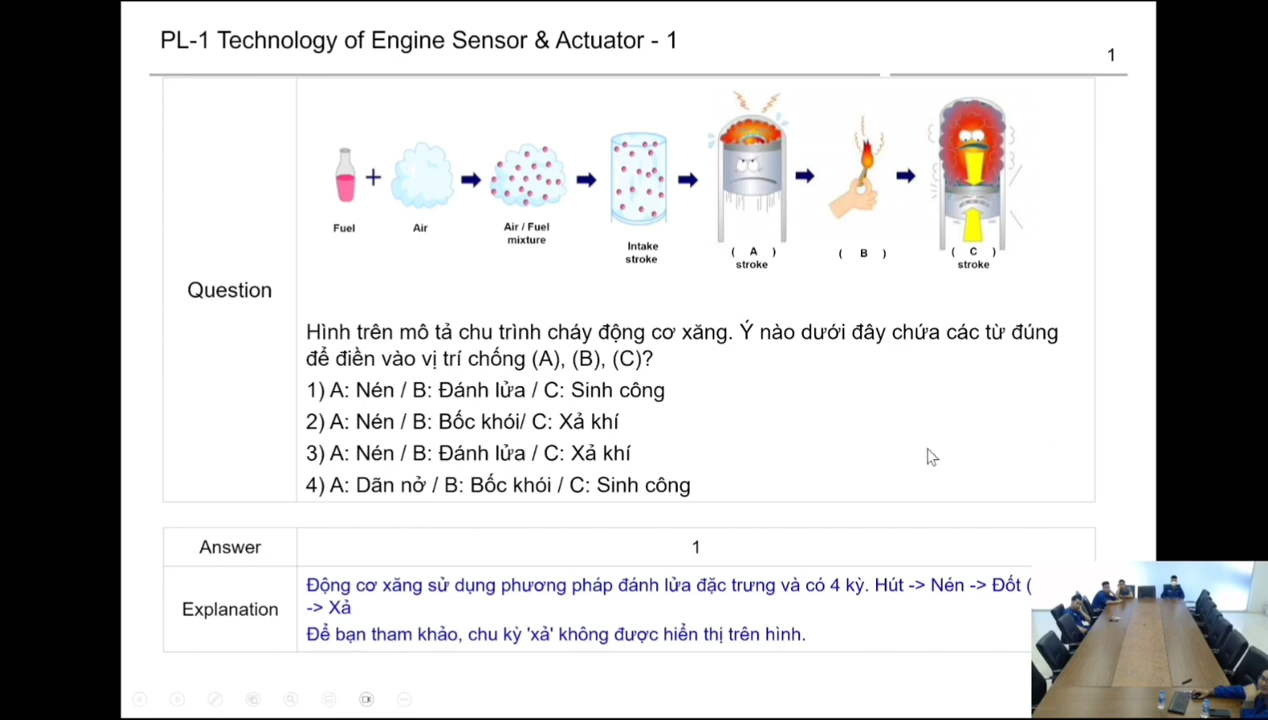 PL-1 Technology of Engine Sensor & Actuator - 1
1
Fuel
+
Air
Air / Fuel
mixture
Intake
stroke
( A )
stroke
( B )
( C )
stroke
Question
Hình trên mô tả chu trình cháy động cơ xăng. Ý nào dưới đây chứa các từ đúng
để điền vào vị trí chống (A), (B), (C)?
1) A: Nén / B: Đánh lửa / C: Sinh công
2) A: Nén / B: Bốc khói/ C: Xả khí
3) A: Nén / B: Đánh lửa / C: Xả khí
4) A: Dãn nở / B: Bốc khói / C: Sinh công
Answer
1
Explanation
Động cơ xăng sử dụng phương pháp đánh lửa đặc trưng và có 4 kỳ. Hút -> Nén -> Đốt (
-> Xả
Để bạn tham khảo, chu kỳ 'xả' không được hiển thị trên hình.